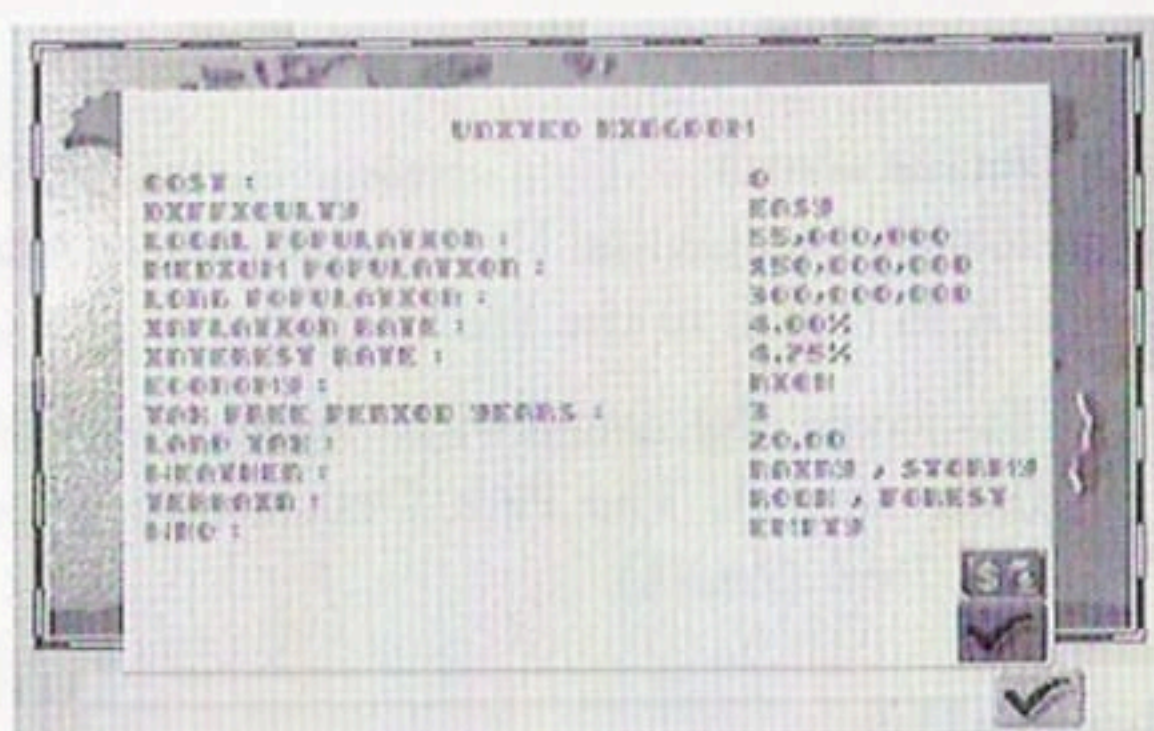 UNITED KINGDOM
COST : 0
DIFFICULTY EASY
LOCAL POPULATION : 55,000,000
MEDIUM POPULATION : 150,000,000
LONG POPULATION : 300,000,000
INFLATION RATE : 4.00%
INTEREST RATE : 4.75%
ECONOMY : HIGH
TAX FREE PERIOD YEARS : 3
LAND TAX : 20.00
WEATHER : RAINY , STORMY
TERRAIN : ROCK , FOREST
WHO : EMPTY